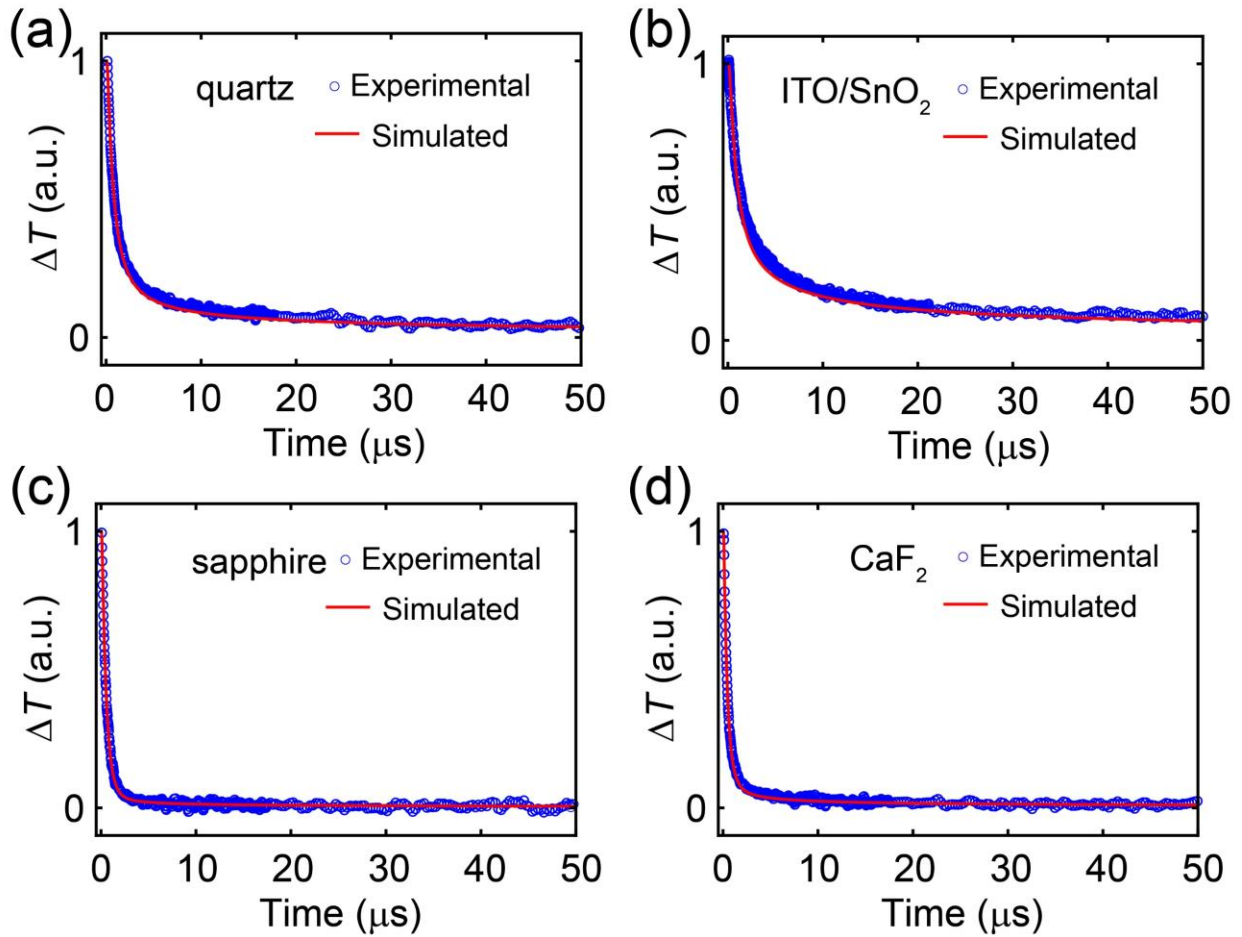 (a)
1
0
ΔT (a.u.)
quartz
Experimental
Simulated
0 10 20 30 40 50
Time (μs)
(b)
1
0
ΔT (a.u.)
ITO/SnO₂
Experimental
Simulated
0 10 20 30 40 50
Time (μs)
(c)
1
0
ΔT (a.u.)
sapphire
Experimental
Simulated
0 10 20 30 40 50
Time (μs)
(d)
1
0
ΔT (a.u.)
CaF₂
Experimental
Simulated
0 10 20 30 40 50
Time (μs)